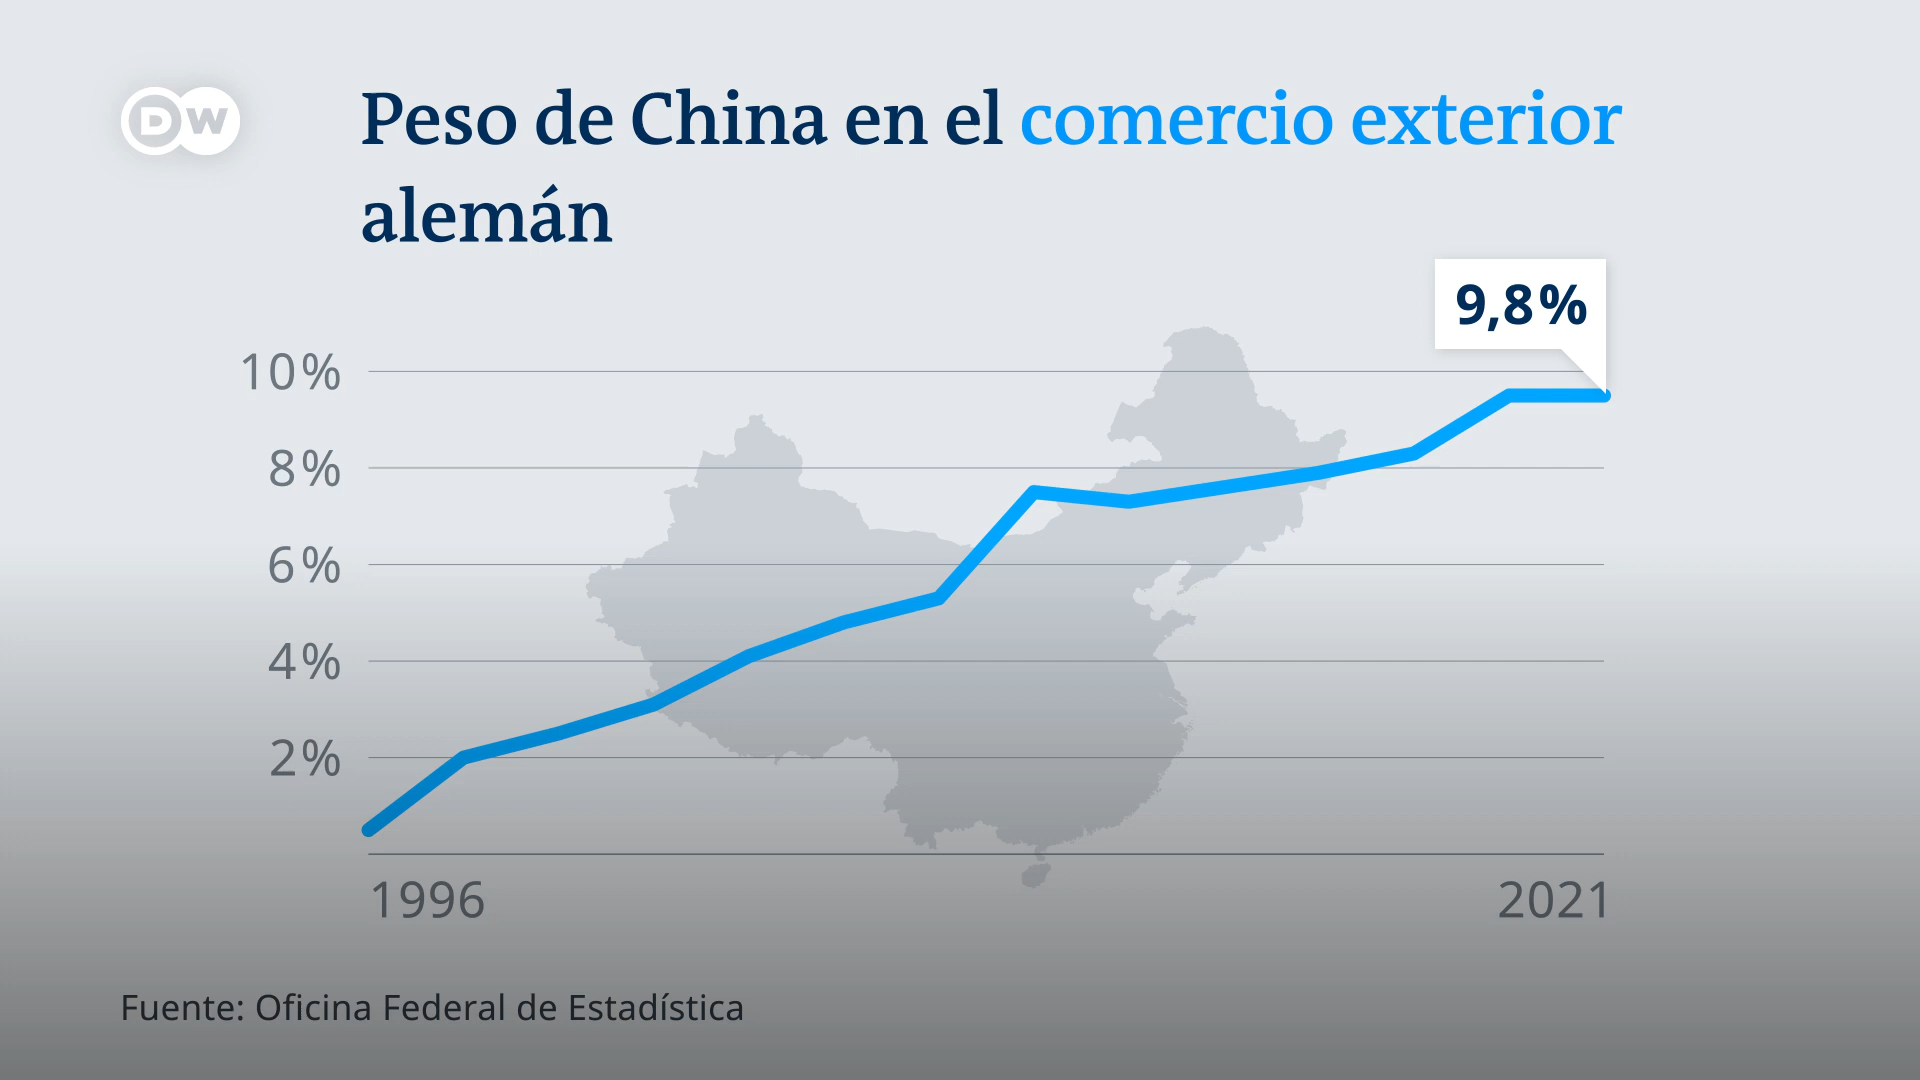 DW
Peso de China en el comercio exterior
alemán
9,8%
10%
8%
6%
4%
2%
1996
2021
Fuente: Oficina Federal de Estadística